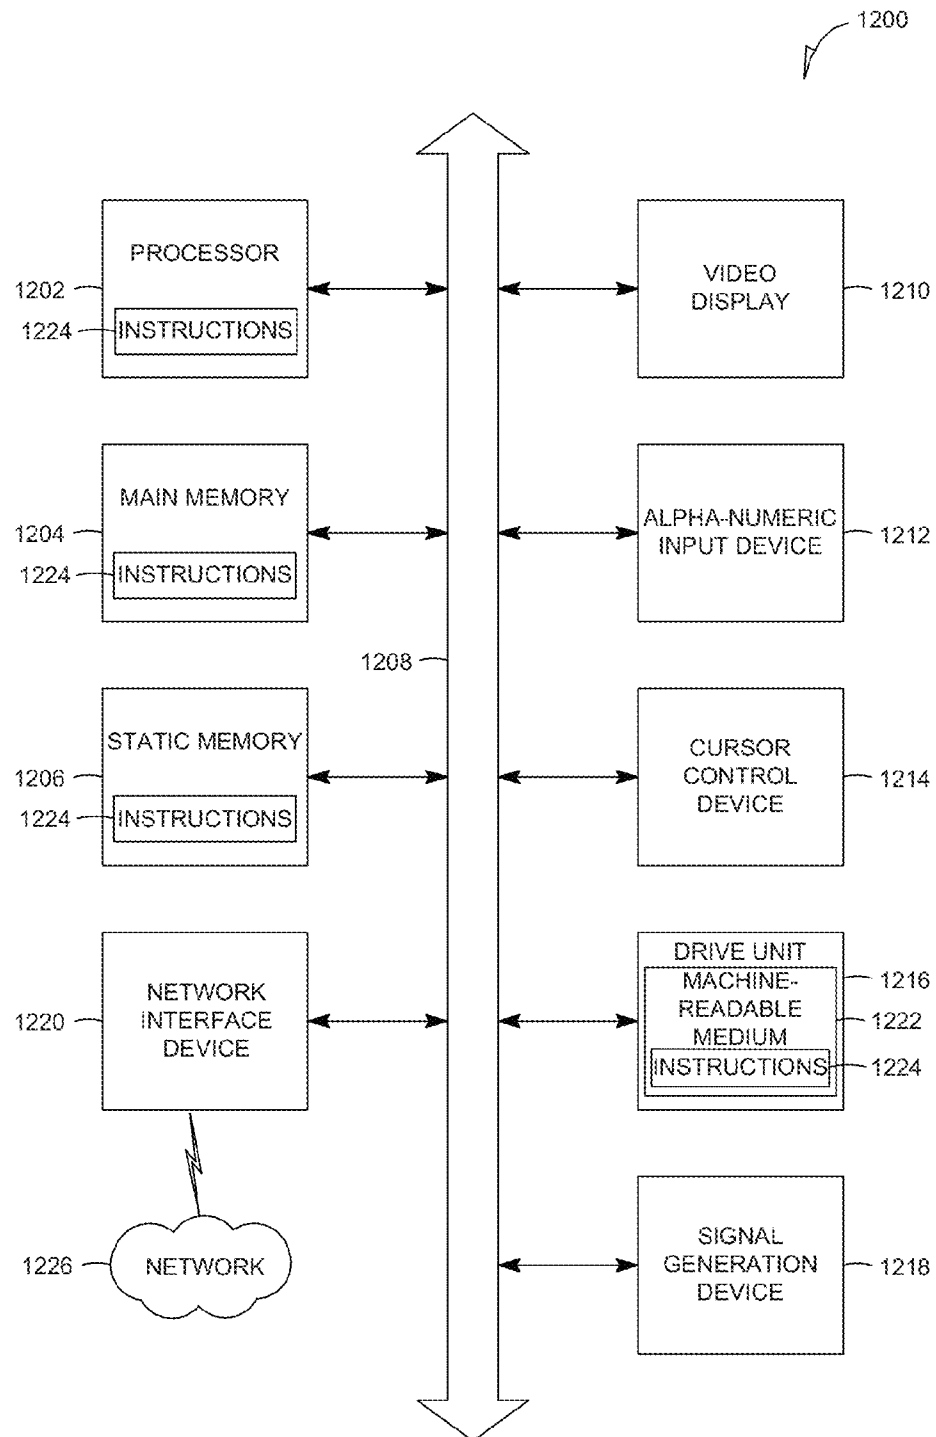 1200
PROCESSOR
1202
1224
INSTRUCTIONS
VIDEO
DISPLAY
1210
MAIN MEMORY
1204
1224
INSTRUCTIONS
ALPHA-NUMERIC
INPUT DEVICE
1212
1208
STATIC MEMORY
1206
1224
INSTRUCTIONS
CURSOR
CONTROL
DEVICE
1214
NETWORK
INTERFACE
DEVICE
1220
DRIVE UNIT
1216
MACHINE-
READABLE
MEDIUM
1222
INSTRUCTIONS
1224
1226
NETWORK
SIGNAL
GENERATION
DEVICE
1218